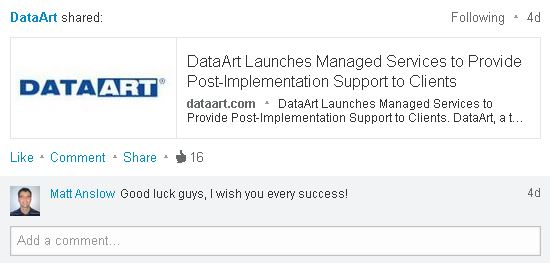 DataArt shared: Following • 4d
DATAART®
DataArt Launches Managed Services to Provide
Post-Implementation Support to Clients
dataart.com • DataArt Launches Managed Services to
Provide Post-Implementation Support to Clients. DataArt, a t...
Like • Comment • Share • 16
Matt Anslow Good luck guys, I wish you every success! 4d
Add a comment...